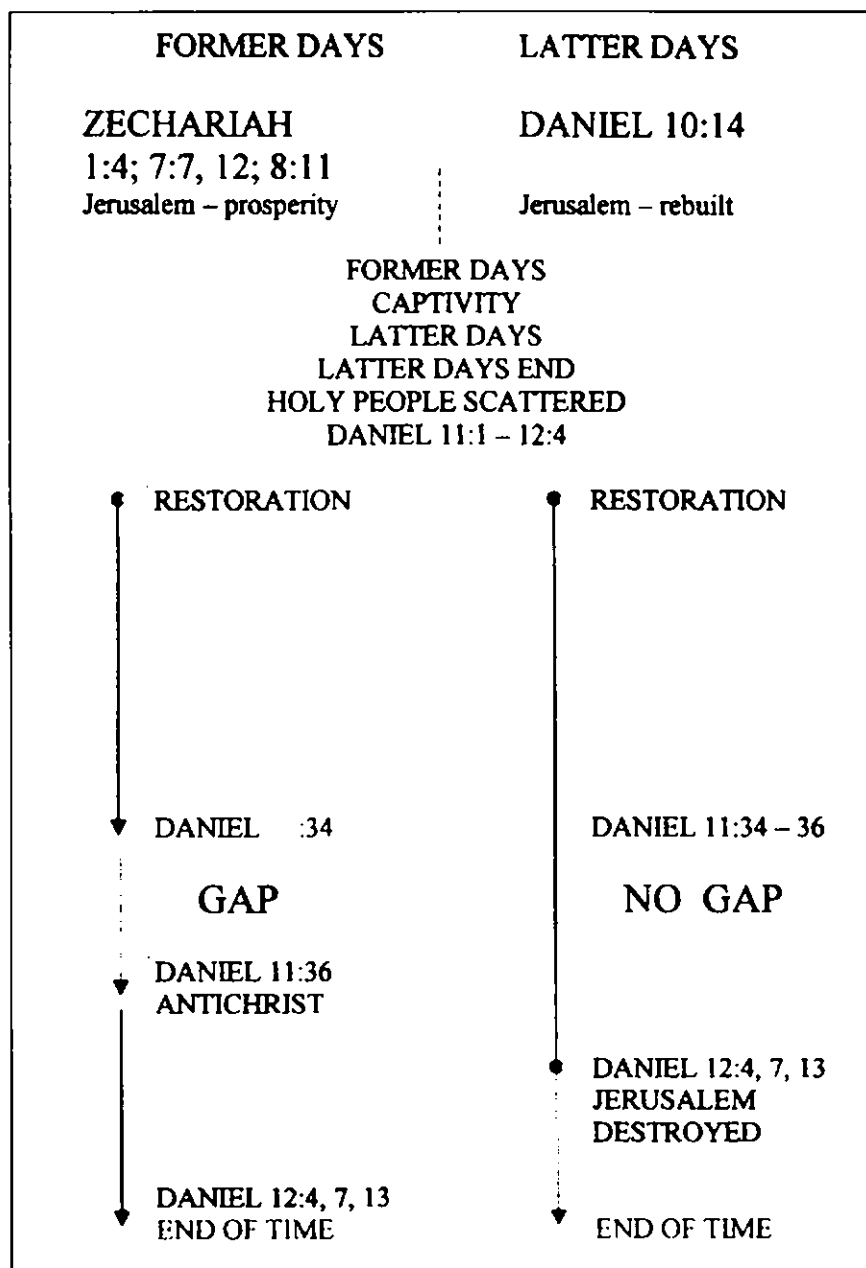 FORMER DAYS
LATTER DAYS
ZECHARIAH
1:4; 7:7, 12; 8:11
Jerusalem – prosperity
DANIEL 10:14
Jerusalem – rebuilt
FORMER DAYS
CAPTIVITY
LATTER DAYS
LATTER DAYS END
HOLY PEOPLE SCATTERED
DANIEL 11:1 – 12:4
RESTORATION
DANIEL :34
GAP
DANIEL 11:36
ANTICHRIST
DANIEL 12:4, 7, 13
END OF TIME
RESTORATION
DANIEL 11:34 – 36
NO GAP
DANIEL 12:4, 7, 13
JERUSALEM
DESTROYED
END OF TIME